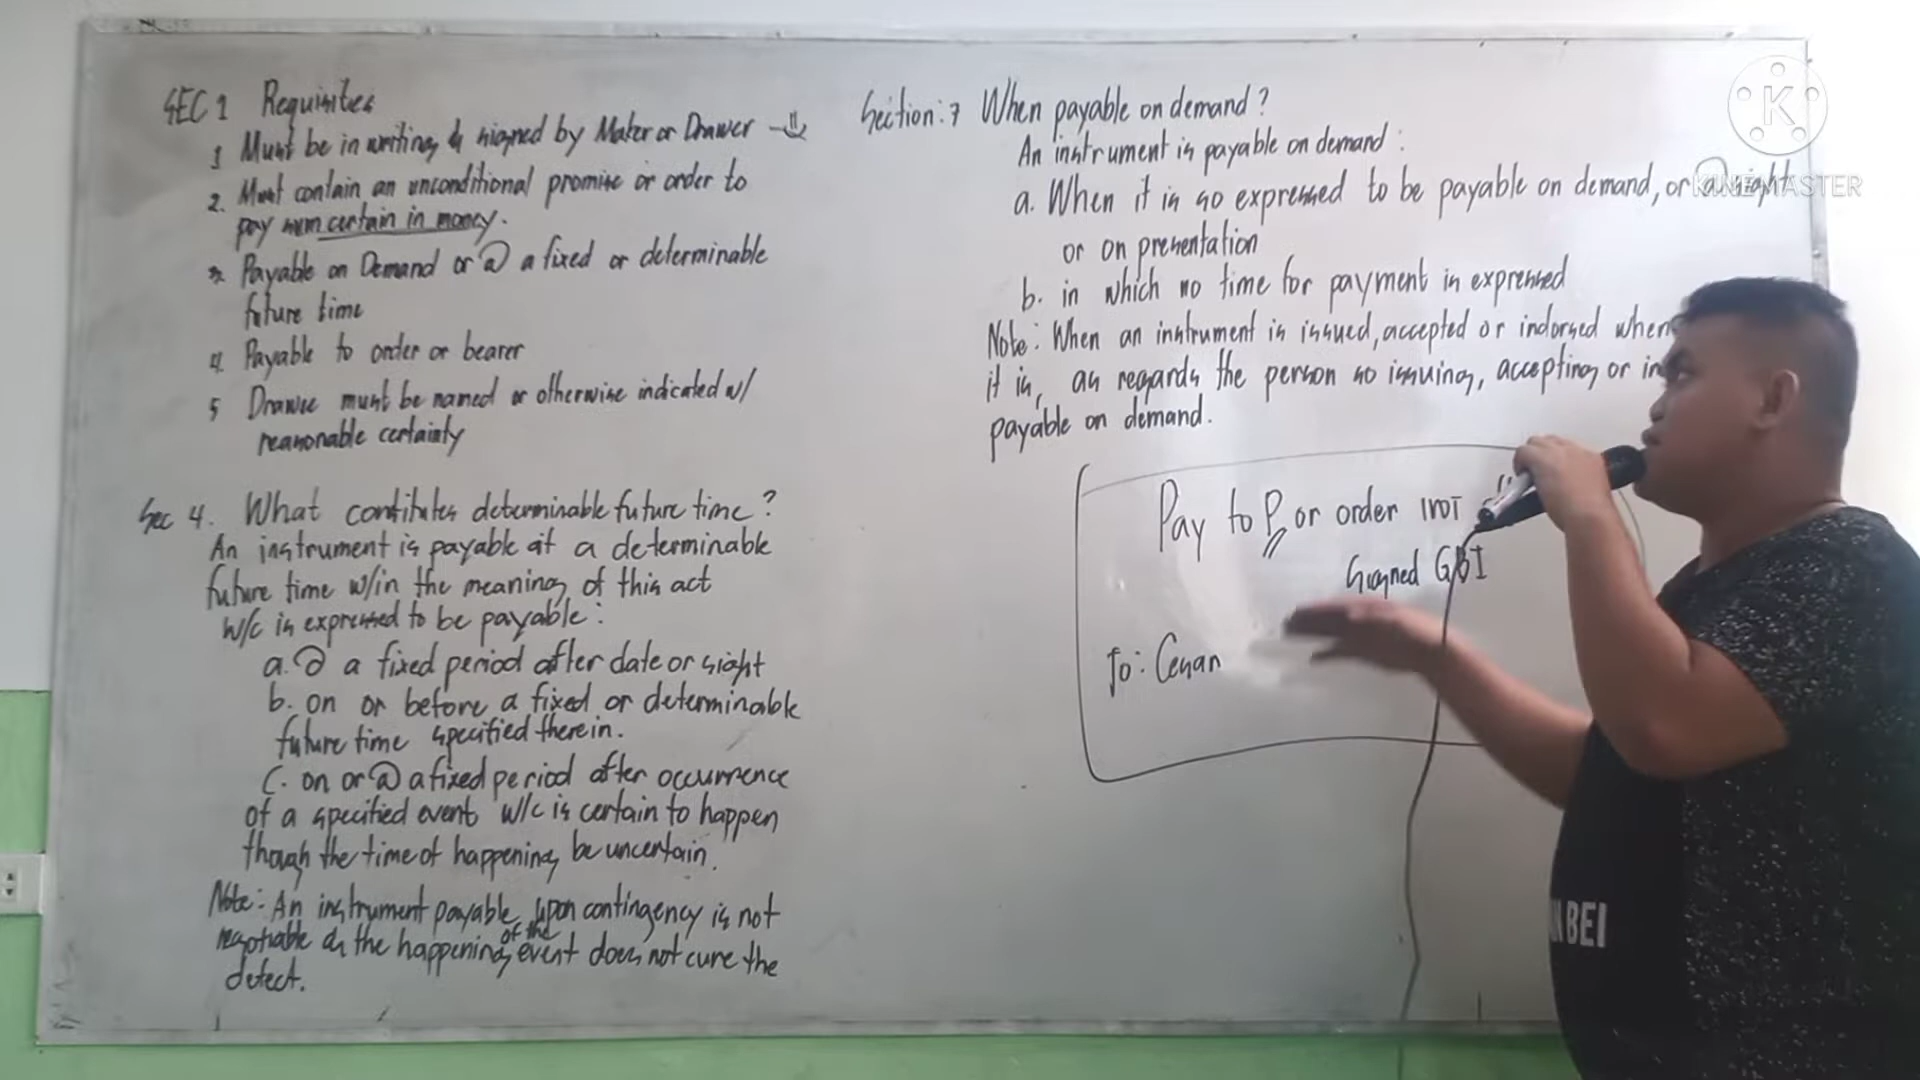 SEC 1 Requisites
1 Must be in writing & signed by Maker or Drawer
2. Must contain an unconditional promise or order to
pay sum certain in money.
3 Payable on Demand or @ a fixed or determinable
future time
4 Payable to order or bearer
5 Drawee must be named or otherwise indicated w/
reasonable certainty
Sec 4. What contitutes determinable future time?
An instrument is payable at a determinable
future time w/in the meaning of this act
w/c is expressed to be payable:
a. @ a fixed period after date or sight
b. on or before a fixed or determinable
future time specified therein.
C. on or @ a fixed period after occurrence
of a specified event w/c is certain to happen
though the time of happening be uncertain.
Note: An instrument payable upon contingency is not
negotiable & the happening of the event does not cure the
defect.
Section: 7 When payable on demand?
An instrument is payable on demand:
a. When it is so expressed to be payable on demand, or @ sight
or on presentation
b. in which no time for payment is expressed
Note: When an instrument is issued, accepted or indorsed when
it is, as regards the person so issuing, accepting or in
payable on demand.
Pay to P, or order
Signed GBI
To: Cesar
K
KINEMASTER
N BEI